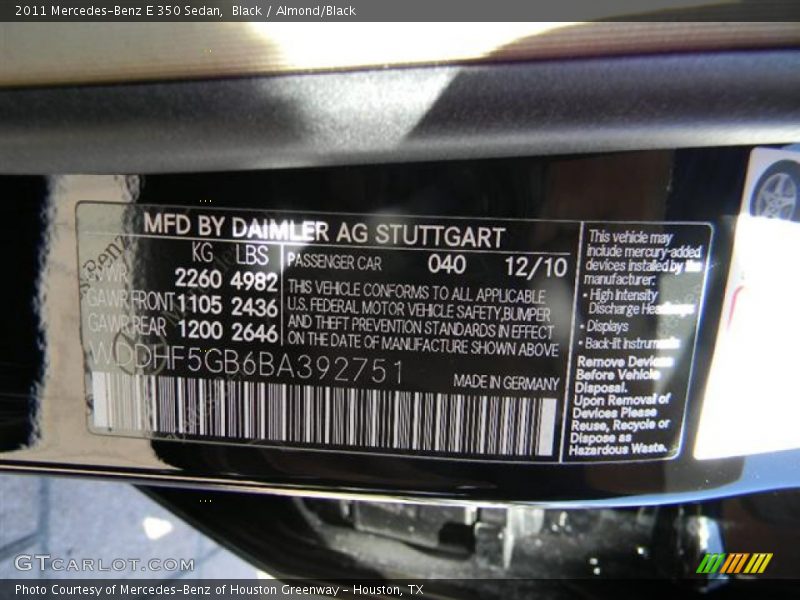 2011 Mercedes-Benz E 350 Sedan, Black / Almond/Black
MFD BY DAIMLER AG STUTTGART
KG LBS
GVWR 2260 4982
GAWR FRONT 1105 2436
GAWR REAR 1200 2646
PASSENGER CAR 040 12/10
THIS VEHICLE CONFORMS TO ALL APPLICABLE
U.S. FEDERAL MOTOR VEHICLE SAFETY, BUMPER
AND THEFT PREVENTION STANDARDS IN EFFECT
ON THE DATE OF MANUFACTURE SHOWN ABOVE
WDDHF5GB6BA392751
MADE IN GERMANY
This vehicle may
include mercury-added
devices installed by the
manufacturer:
• High Intensity
Discharge Headlamps
• Displays
• Back-lit Instruments
Remove Devices
Before Vehicle
Disposal.
Upon Removal of
Devices Please
Reuse, Recycle or
Dispose as
Hazardous Waste.
GTCARLOT.COM
Photo Courtesy of Mercedes-Benz of Houston Greenway - Houston, TX